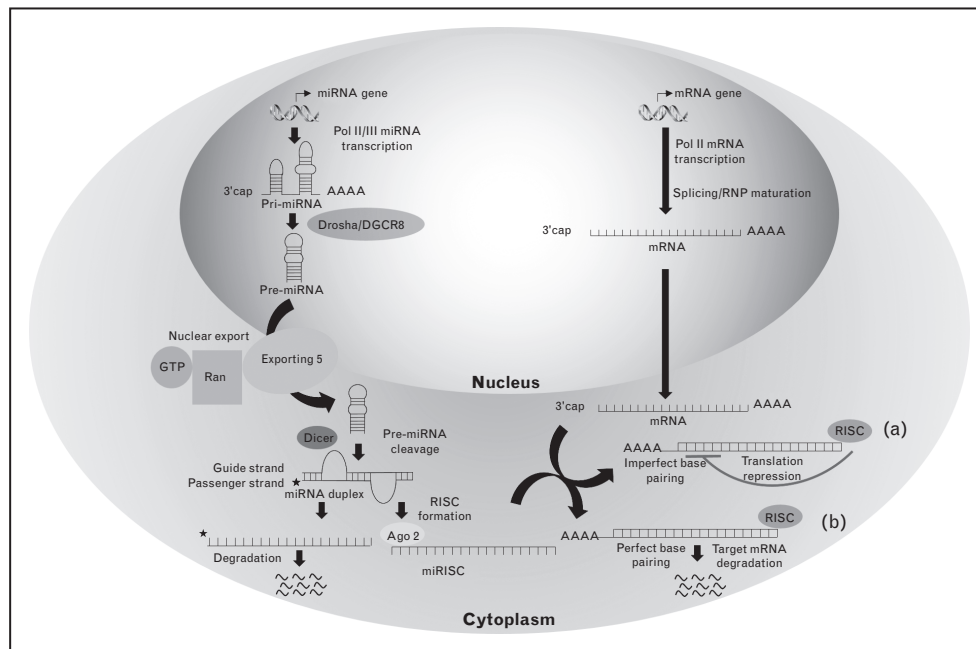 miRNA gene
Pol II/III miRNA
transcription
3'cap
AAAA
Pri-miRNA
Drosha/DGCR8
Pre-miRNA
Nuclear export
GTP
Ran
Exporting 5
mRNA gene
Pol II mRNA
transcription
Splicing/RNP maturation
3'cap
AAAA
mRNA
Nucleus
3'cap
AAAA
mRNA
Dicer
Pre-miRNA
cleavage
Guide strand
Passenger strand
miRNA duplex
RISC
formation
Ago 2
Degradation
miRISC
RISC
(a)
AAAA
Imperfect base
pairing
Translation
repression
RISC
(b)
AAAA
Perfect base
pairing
Target mRNA
degradation
Cytoplasm